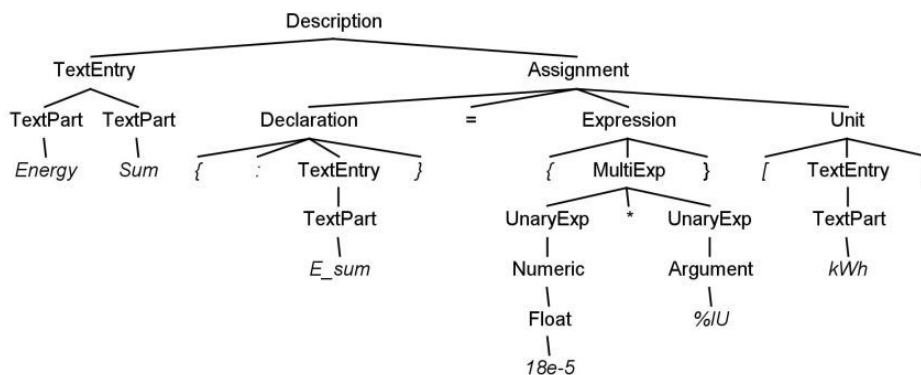 Description
TextEntry Assignment
TextPart TextPart Declaration = Expression Unit
Energy Sum { : TextEntry } { MultiExp } [ TextEntry
TextPart UnaryExp * UnaryExp TextPart
E_sum Numeric Argument kWh
Float %lU
18e-5